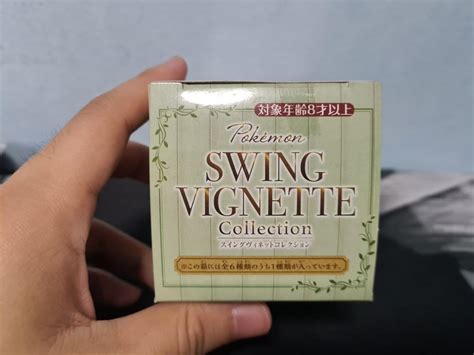 対象年齢8才以上
Pokémon
SWING
VIGNETTE
Collection
スイングヴィネットコレクション
※この箱には全6種類のうち1種類が入っています。